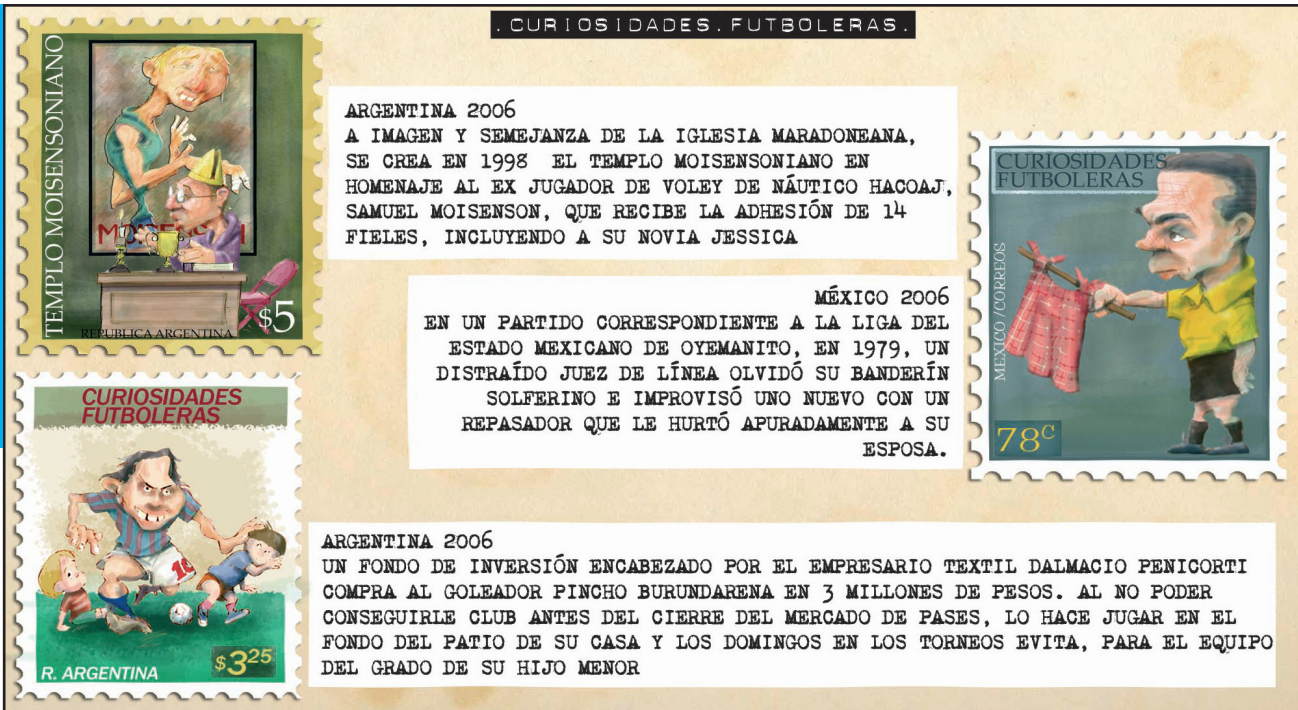 .CURIOSIDADES.FUTBOLERAS.
TEMPLO MOISENSONIANO
REPUBLICA ARGENTINA
$5
ARGENTINA 2006
A IMAGEN Y SEMEJANZA DE LA IGLESIA MARADONEANA,
SE CREA EN 1998 EL TEMPLO MOISENSONIANO EN
HOMENAJE AL EX JUGADOR DE VOLEY DE NÁUTICO HACOAJ,
SAMUEL MOISENSON, QUE RECIBE LA ADHESIÓN DE 14
FIELES, INCLUYENDO A SU NOVIA JESSICA
CURIOSIDADES
FUTBOLERAS
MEXICO /CORREOS
78C
MÉXICO 2006
EN UN PARTIDO CORRESPONDIENTE A LA LIGA DEL
ESTADO MEXICANO DE OYEMANITO, EN 1979, UN
DISTRAÍDO JUEZ DE LÍNEA OLVIDÓ SU BANDERÍN
SOLFERINO E IMPROVISÓ UNO NUEVO CON UN
REPASADOR QUE LE HURTÓ APURADAMENTE A SU
ESPOSA.
CURIOSIDADES
FUTBOLERAS
10
R. ARGENTINA
$325
ARGENTINA 2006
UN FONDO DE INVERSIÓN ENCABEZADO POR EL EMPRESARIO TEXTIL DALMACIO PENICORTI
COMPRA AL GOLEADOR PINCHO BURUNDARENA EN 3 MILLONES DE PESOS. AL NO PODER
CONSEGUIRLE CLUB ANTES DEL CIERRE DEL MERCADO DE PASES, LO HACE JUGAR EN EL
FONDO DEL PATIO DE SU CASA Y LOS DOMINGOS EN LOS TORNEOS EVITA, PARA EL EQUIPO
DEL GRADO DE SU HIJO MENOR